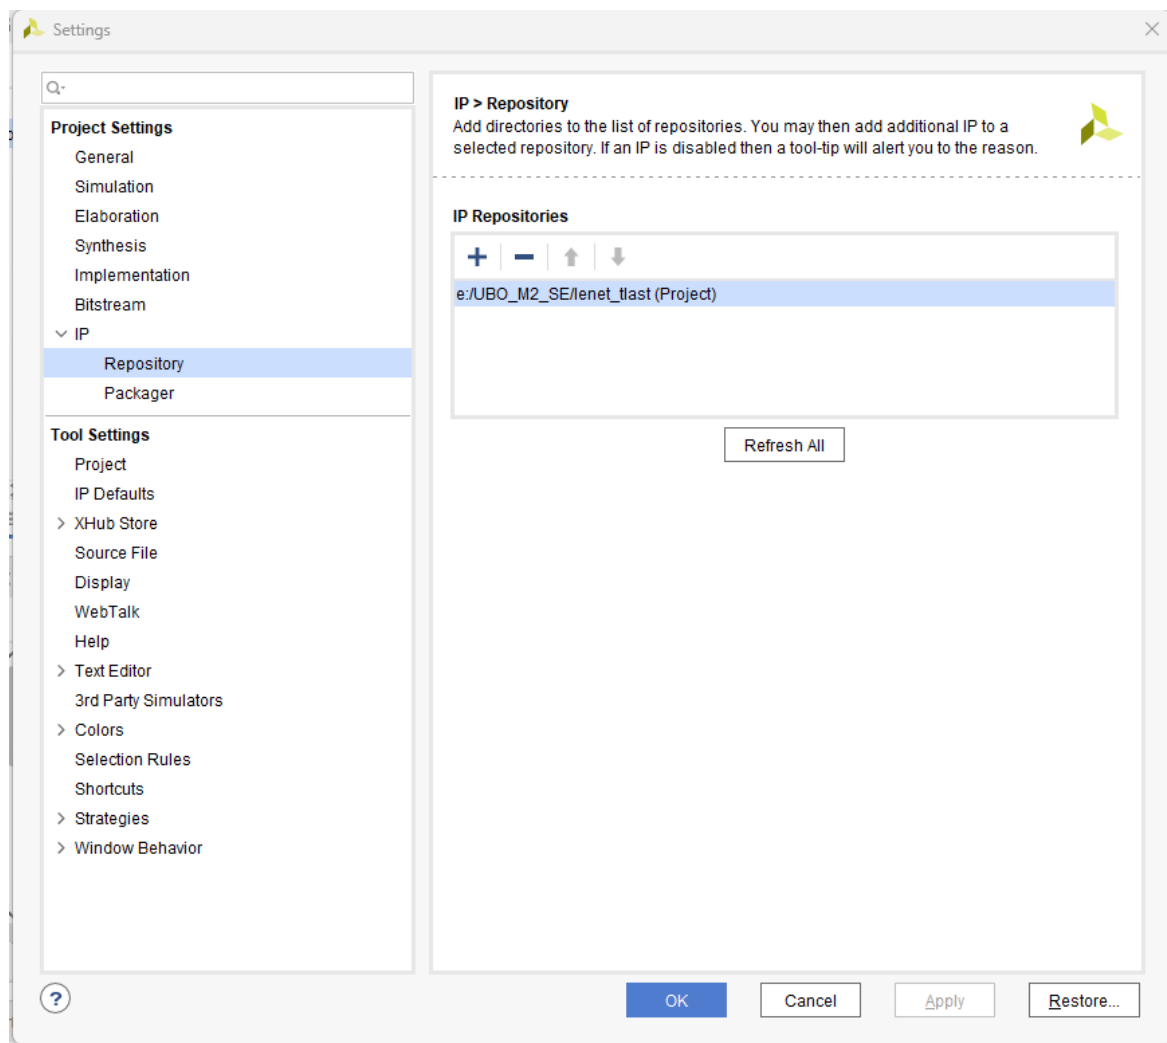 Settings
Project Settings
General
Simulation
Elaboration
Synthesis
Implementation
Bitstream
IP
Repository
Packager
Tool Settings
Project
IP Defaults
XHub Store
Source File
Display
WebTalk
Help
Text Editor
3rd Party Simulators
Colors
Selection Rules
Shortcuts
Strategies
Window Behavior
IP > Repository
Add directories to the list of repositories. You may then add additional IP to a
selected repository. If an IP is disabled then a tool-tip will alert you to the reason.
IP Repositories
e:/UBO_M2_SE/lenet_tlast (Project)
Refresh All
?
OK
Cancel
Apply
Restore...